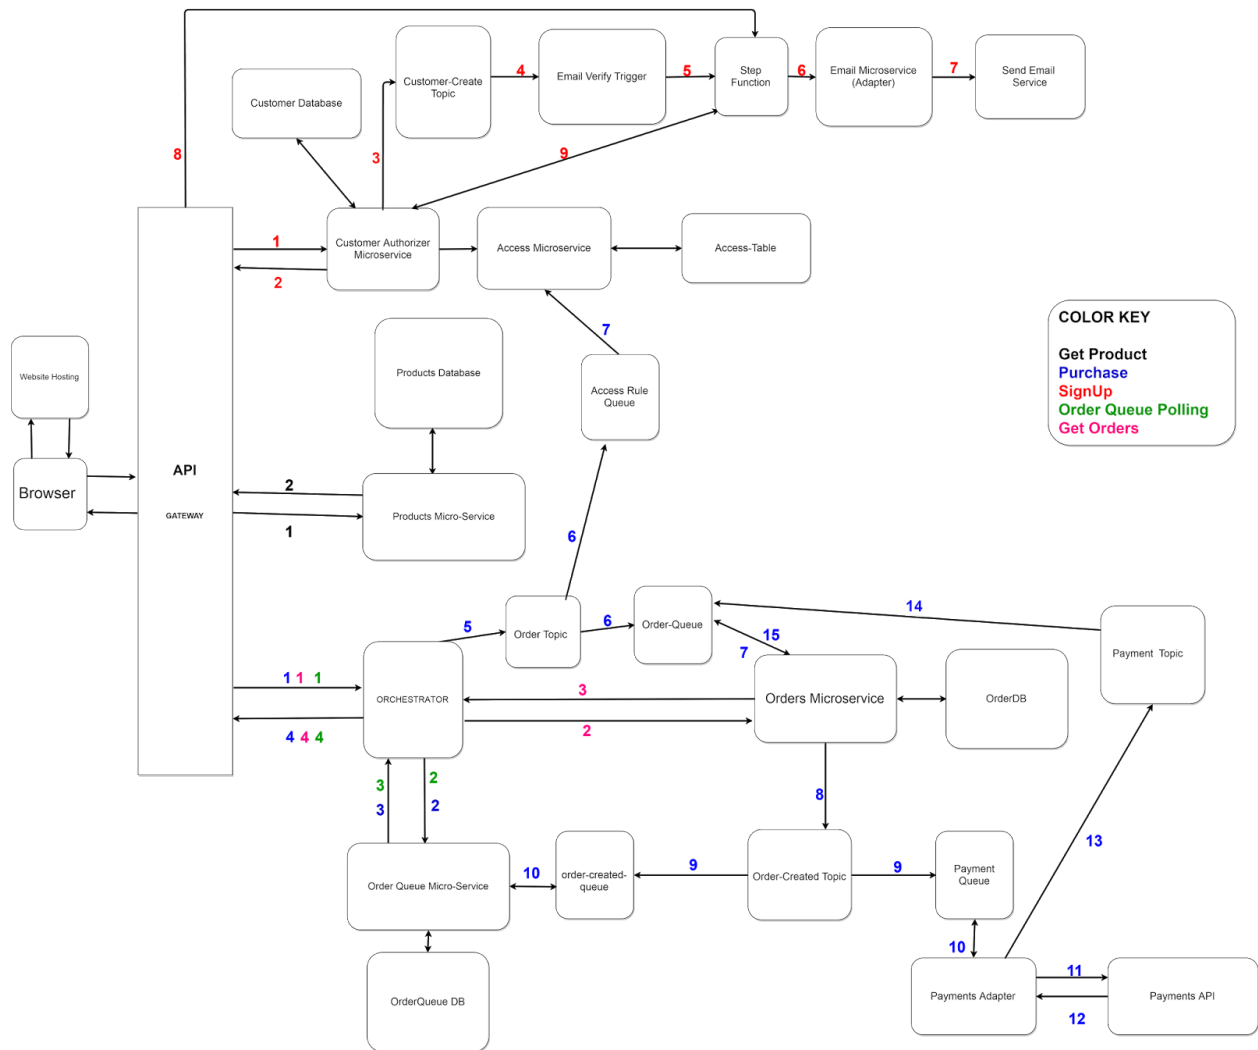 Customer-Create
Topic
4
Email Verify Trigger
5
Step
Function
6
Email Microservice
(Adapter)
7
Send Email
Service
Customer Database
8
3
9
1
Customer Authorizer
Microservice
2
Access Microservice
Access-Table
7
COLOR KEY
Get Product
Purchase
SignUp
Order Queue Polling
Get Orders
Website Hosting
Products Database
Access Rule
Queue
Browser
API
GATEWAY
2
1
Products Micro-Service
6
5
Order Topic
6
Order-Queue
14
15
7
Payment Topic
1 1 1
ORCHESTRATOR
4 4 4
3
2
Orders Microservice
OrderDB
3
3
2
2
8
13
Order Queue Micro-Service
10
order-created-
queue
9
Order-Created Topic
9
Payment
Queue
10
OrderQueue DB
Payments Adapter
11
12
Payments API